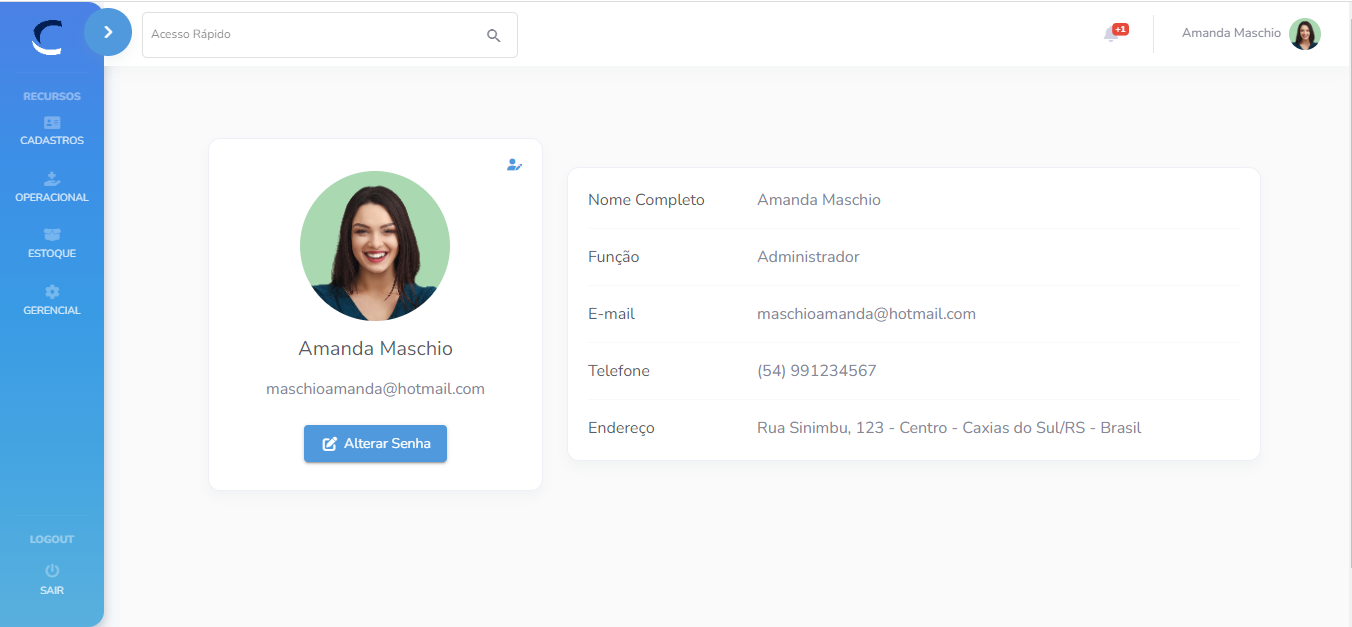 Acesso Rápido
+1
Amanda Maschio
RECURSOS
CADASTROS
OPERACIONAL
ESTOQUE
GERENCIAL
LOGOUT
SAIR
Amanda Maschio
maschioamanda@hotmail.com
Alterar Senha
Nome Completo Amanda Maschio
Função Administrador
E-mail maschioamanda@hotmail.com
Telefone (54) 991234567
Endereço Rua Sinimbu, 123 - Centro - Caxias do Sul/RS - Brasil